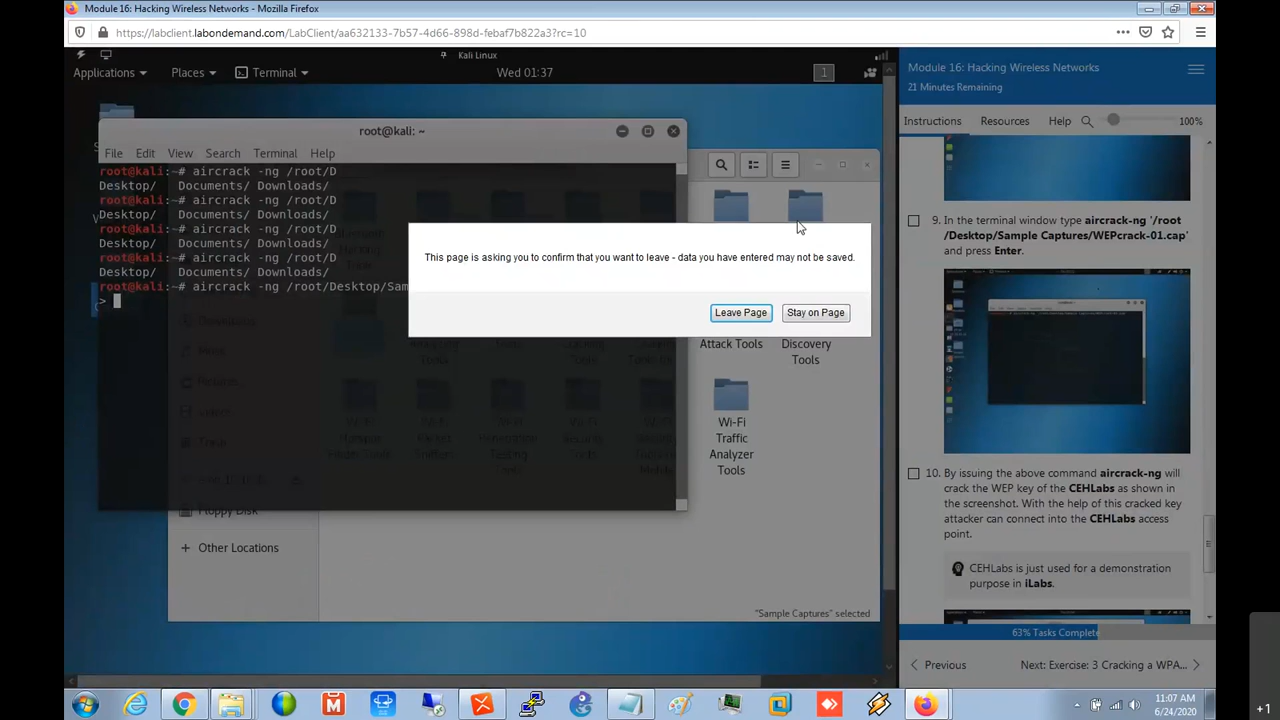 Module 16: Hacking Wireless Networks - Mozilla Firefox
https://labclient.labondemand.com/LabClient/aa632133-7b57-4d66-899d-febaf7b822a3?rc=10
Kali Linux
Applications
Places
Terminal
Wed 01:37
1
root@kali: ~
File Edit View Search Terminal Help
root@kali:~# aircrack -ng /root/D
Desktop/ Documents/ Downloads/
root@kali:~# aircrack -ng /root/D
Desktop/ Documents/ Downloads/
root@kali:~# aircrack -ng /root/D
Desktop/ Documents/ Downloads/
root@kali:~# aircrack -ng /root/D
Desktop/ Documents/ Downloads/
root@kali:~# aircrack -ng /root/Desktop/Sam
>
This page is asking you to confirm that you want to leave - data you have entered may not be saved.
Leave Page
Stay on Page
Attack Tools
Discovery
Tools
Wi-Fi
Traffic
Analyzer
Tools
Floppy Disk
+ Other Locations
"Sample Captures" selected
Module 16: Hacking Wireless Networks
21 Minutes Remaining
Instructions Resources Help 100%
9. In the terminal window type aircrack-ng '/root
/Desktop/Sample Captures/WEPcrack-01.cap'
and press Enter.
10. By issuing the above command aircrack-ng will
crack the WEP key of the CEHLabs as shown in
the screenshot. With the help of this cracked key
attacker can connect into the CEHLabs access
point.
CEHLabs is just used for a demonstration
purpose in iLabs.
63% Tasks Complete
Previous
Next: Exercise: 3 Cracking a WPA...
11:07 AM
6/24/2020
+1